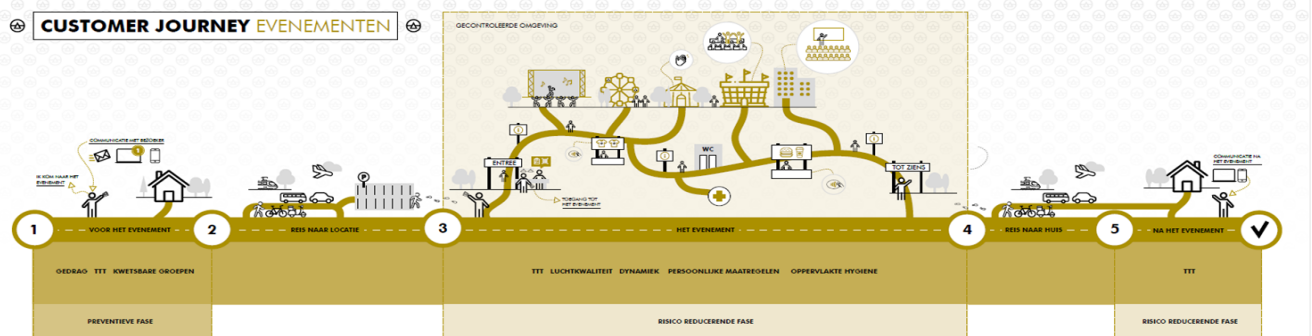 CUSTOMER JOURNEY EVENEMENTEN
GECONTROLEERDE OMGEVING
COMMUNICATIE MET BEZOEKER
IK KOM NAAR HET
EVENEMENT
P
ENTREE
WC
TOT ZIENS
TOEGANG TOT
HET EVENEMENT
COMMUNICATIE NA
HET EVENEMENT
1 VOOR HET EVENEMENT 2 REIS NAAR LOCATIE 3 HET EVENEMENT 4 REIS NAAR HUIS 5 NA HET EVENEMENT
GEDRAG TTT KWETSBARE GROEPEN
TTT LUCHTKWALITEIT DYNAMIEK PERSOONLIJKE MAATREGELEN OPPERVLAKTE HYGIENE
TTT
PREVENTIEVE FASE
RISICO REDUCERENDE FASE
RISICO REDUCERENDE FASE